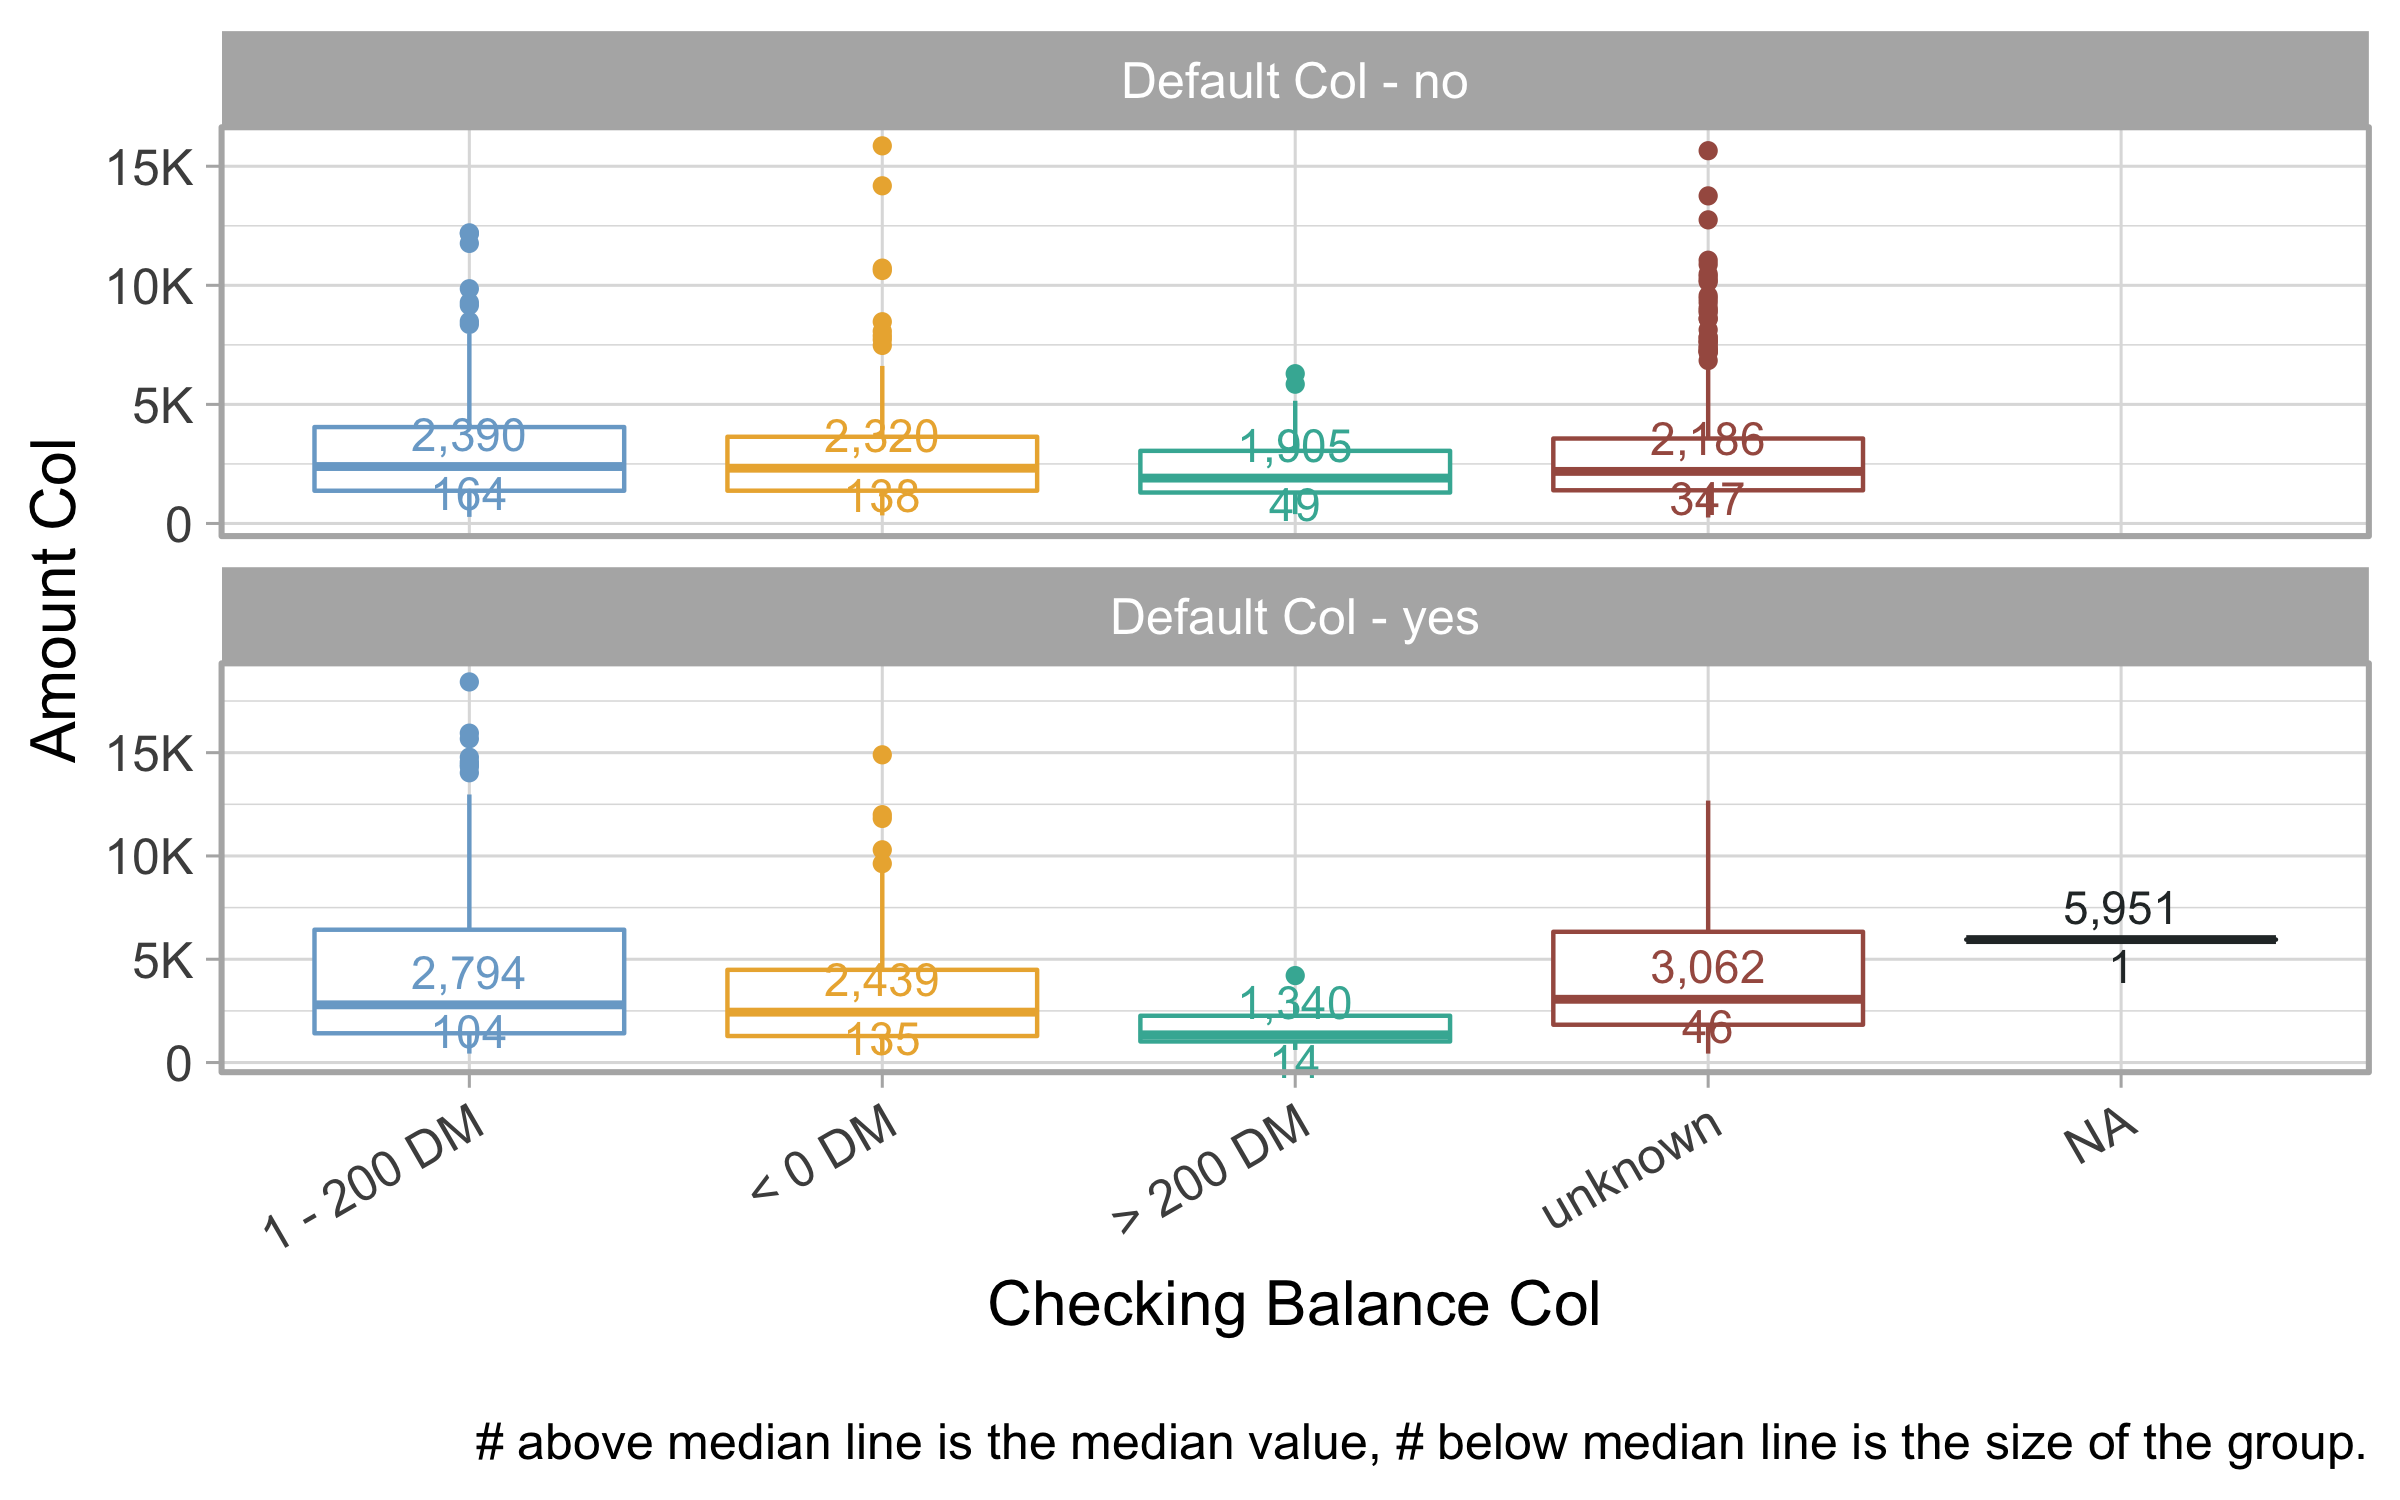 Default Col - no
15K
10K
5K
0
2,390
2,320
1,905
2,186
164
138
49
347
Amount Col
Default Col - yes
15K
10K
5K
0
5,951
2,794
2,439
1,340
3,062
1
104
135
14
46
1 - 200 DM
< 0 DM
> 200 DM
unknown
NA
Checking Balance Col
# above median line is the median value, # below median line is the size of the group.